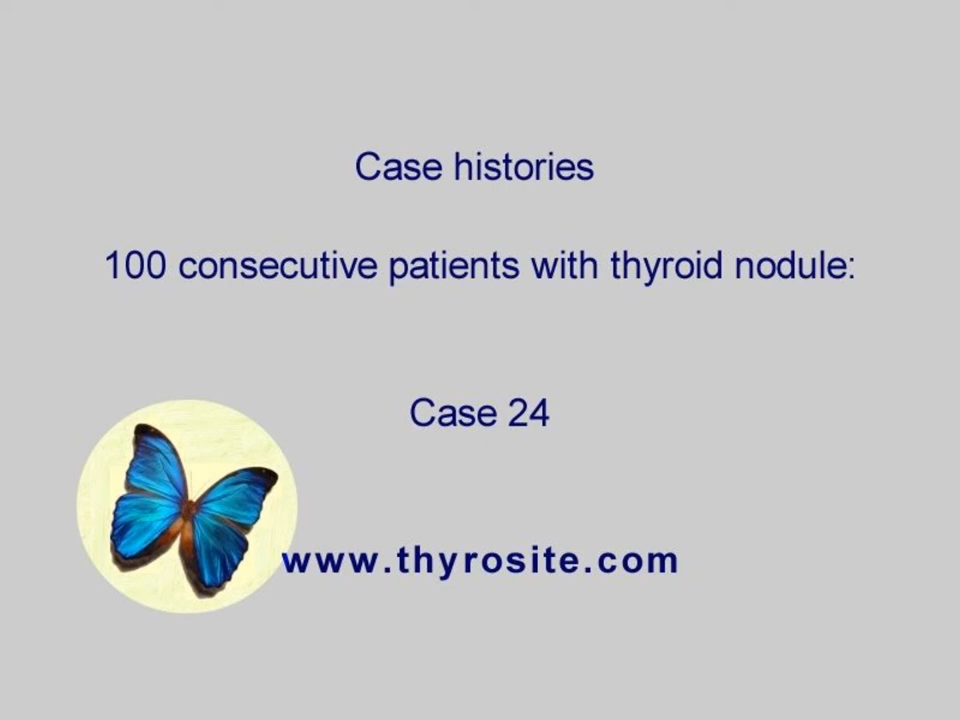 Case histories
100 consecutive patients with thyroid nodule:
Case 24
www.thyrosite.com